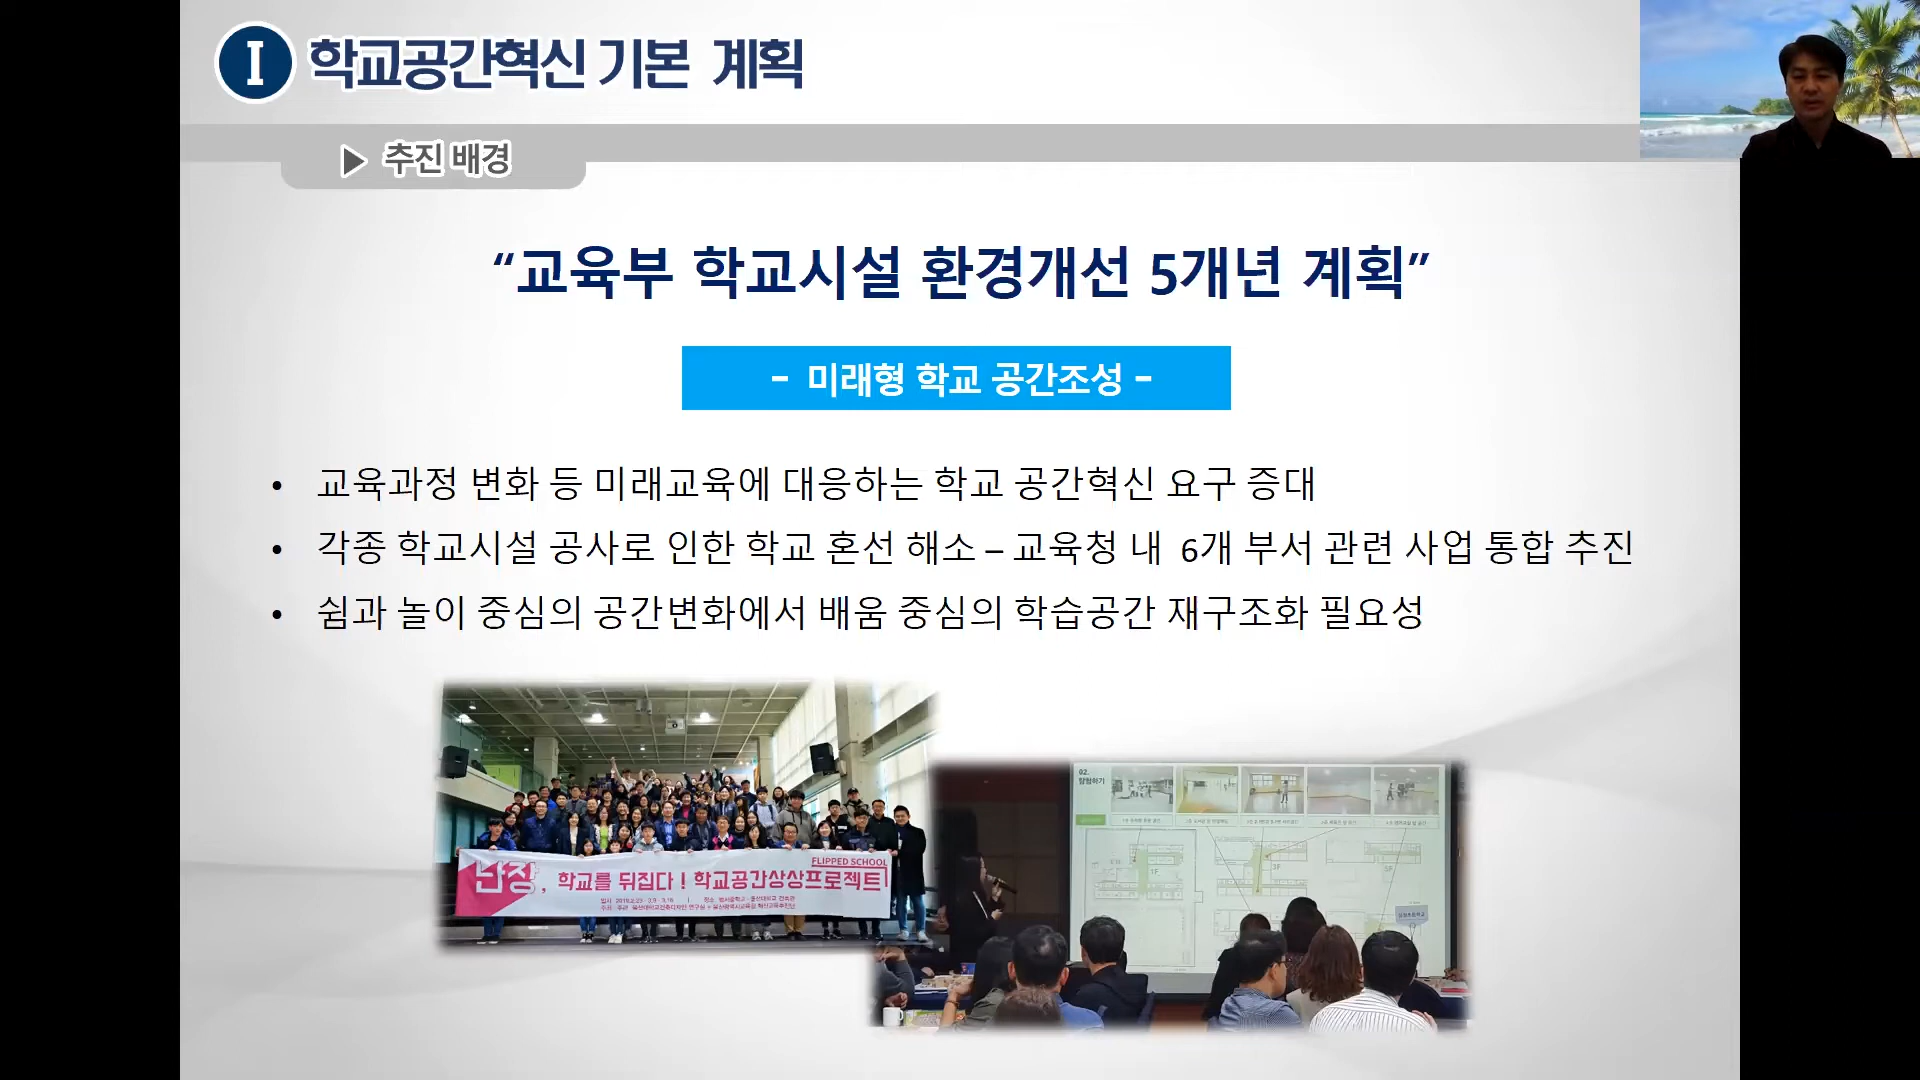 I 학교공간혁신 기본 계획
▶ 추진 배경
“교육부 학교시설 환경개선 5개년 계획”
- 미래형 학교 공간조성 -
• 교육과정 변화 등 미래교육에 대응하는 학교 공간혁신 요구 증대
• 각종 학교시설 공사로 인한 학교 혼선 해소 – 교육청 내 6개 부서 관련 사업 통합 추진
• 쉼과 놀이 중심의 공간변화에서 배움 중심의 학습공간 재구조화 필요성
FLIPPED SCHOOL
난장, 학교를 뒤집다! 학교공간상상프로젝트
02.
탐험하기